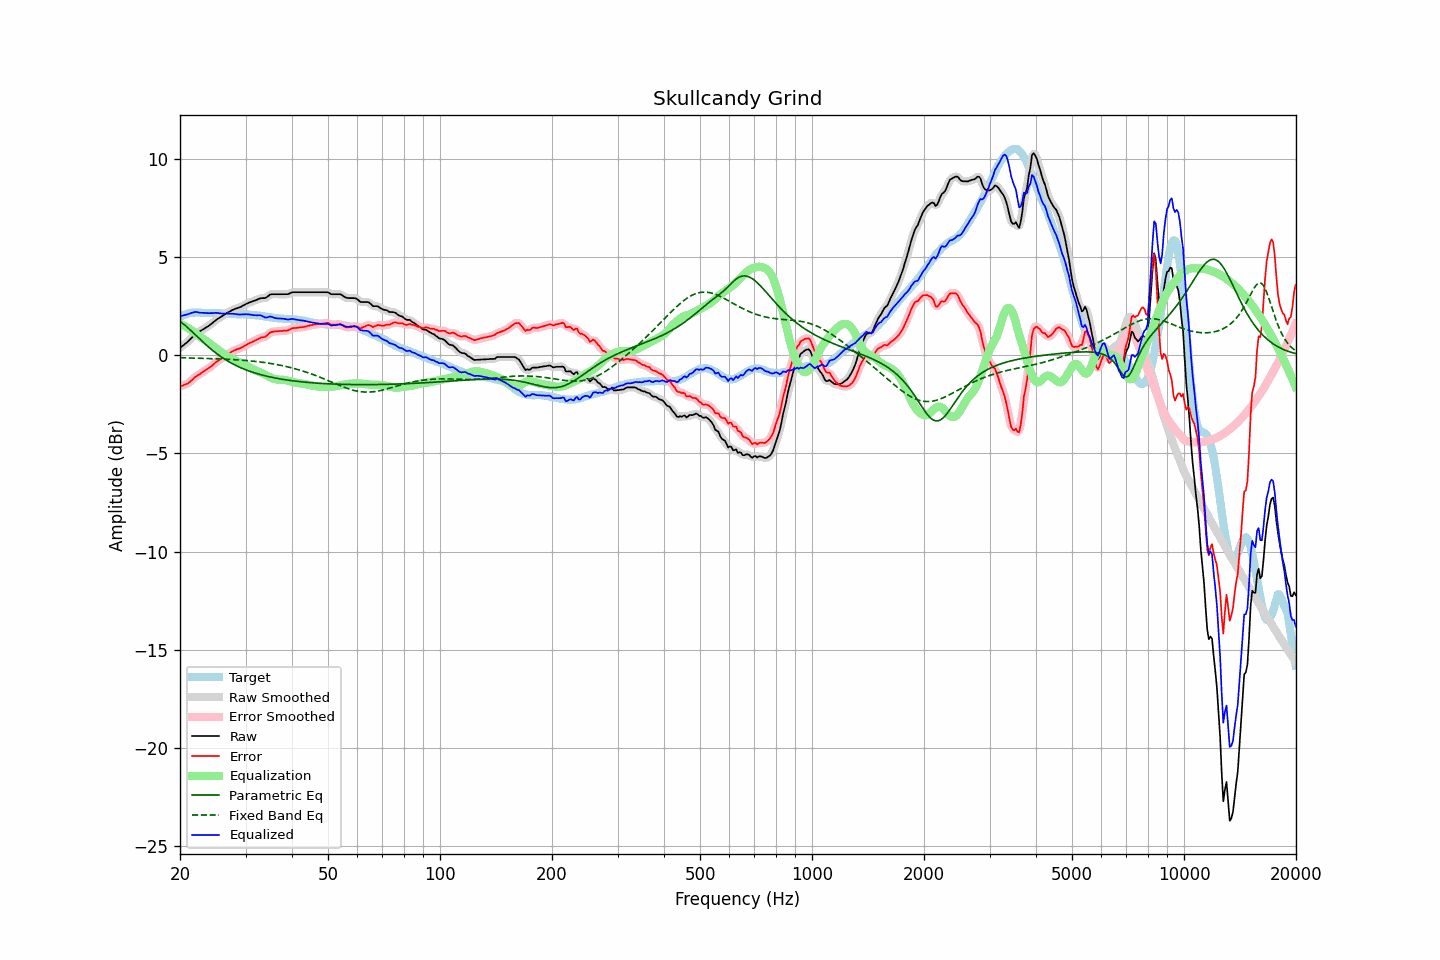 Skullcandy Grind
10
5
0
−5
−10
−15
−20
−25
Amplitude (dBr)
Target
Raw Smoothed
Error Smoothed
Raw
Error
Equalization
Parametric Eq
Fixed Band Eq
Equalized
20 50 100 200 500 1000 2000 5000 10000 20000
Frequency (Hz)